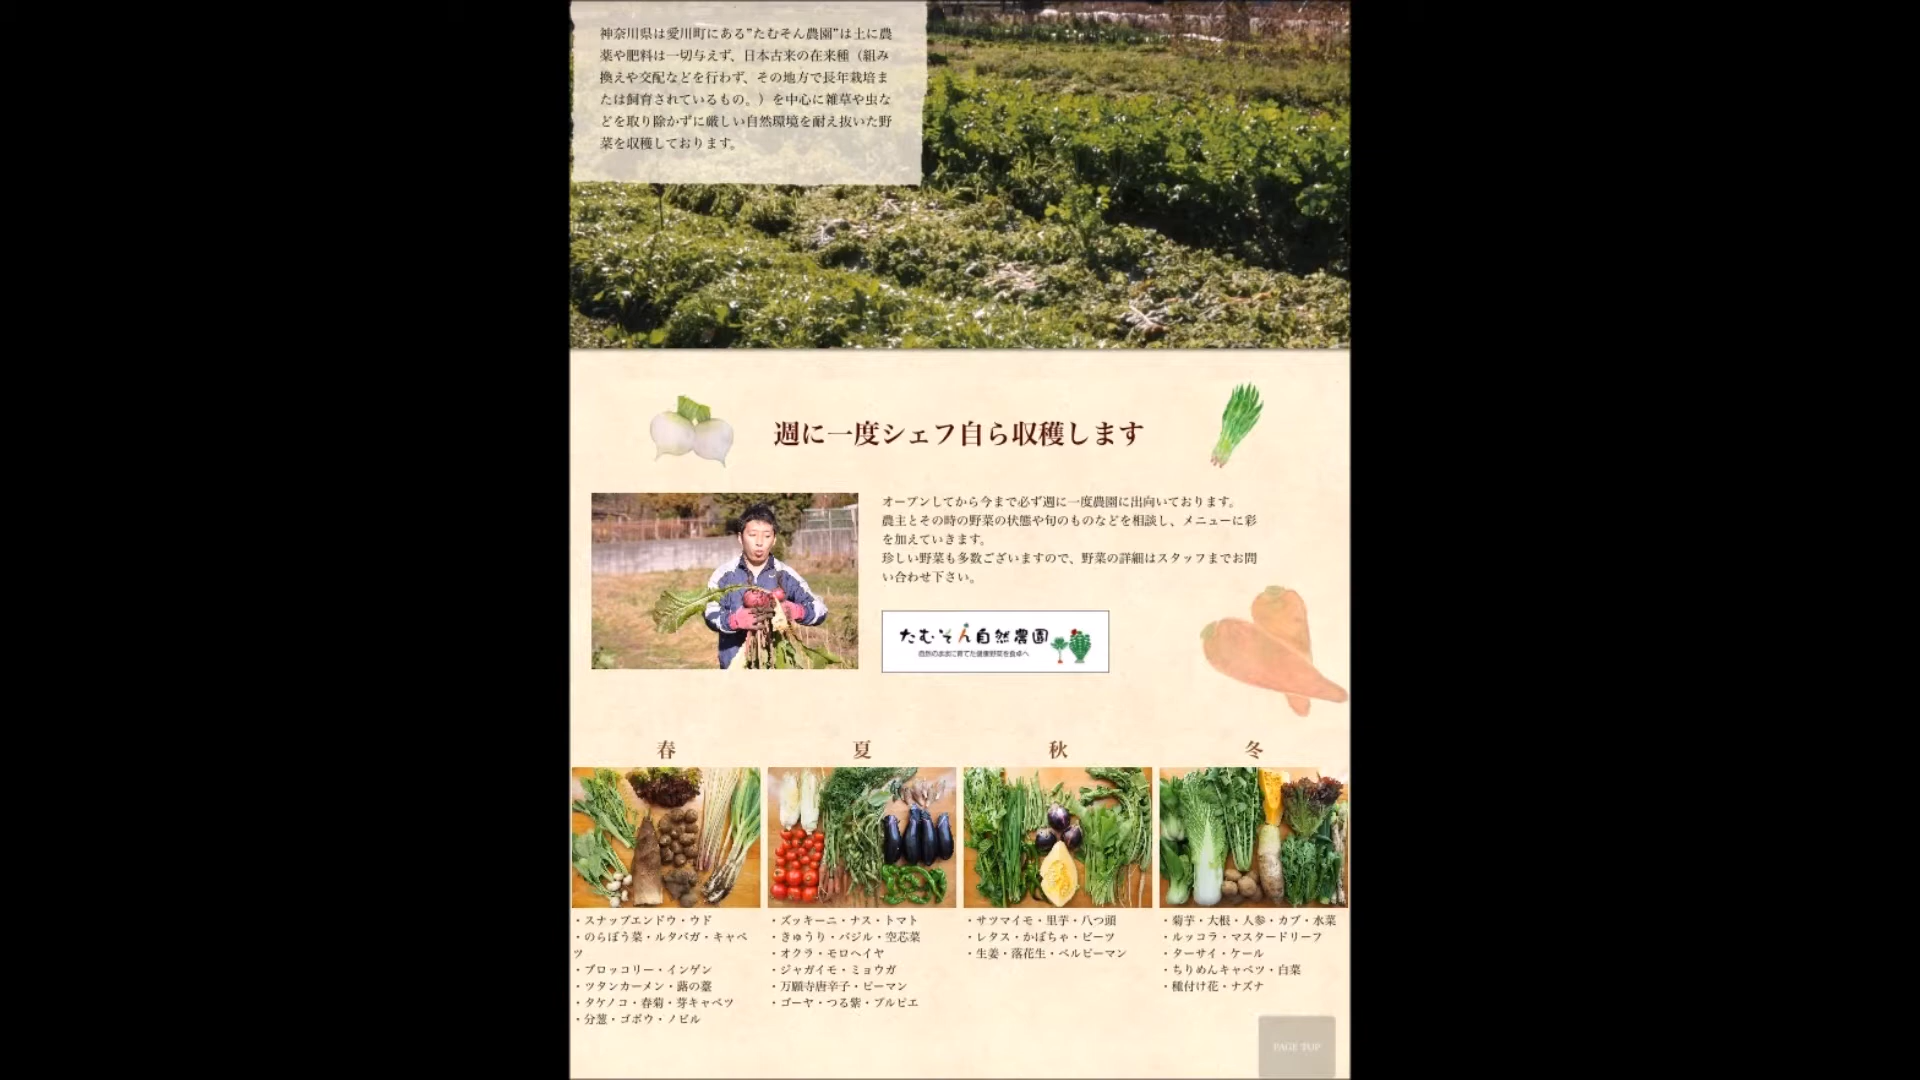 神奈川県は愛川町にある”たむそん農園”は土に農
薬や肥料は一切与えず、日本古来の在来種（組み
換えや交配などを行わず、その地方で長年栽培ま
たは飼育されているもの。）を中心に雑草や虫な
どを取り除かずに厳しい自然環境を耐え抜いた野
菜を収穫しております。
週に一度シェフ自ら収穫します
オープンしてから今まで必ず週に一度農園に出向いております。
農主とその時の野菜の状態や旬のものなどを相談し、メニューに彩
を加えていきます。
珍しい野菜も多数ございますので、野菜の詳細はスタッフまでお問
い合わせ下さい。
たむそん自然農園
自然のままに育てた健康野菜を食卓へ
春
・スナップエンドウ・ウド
・のらぼう菜・ルタバガ・キャベ
ツ
・ブロッコリー・インゲン
・ツタンカーメン・蕗の薹
・タケノコ・春菊・芽キャベツ
・分葱・ゴボウ・ノビル
夏
・ズッキーニ・ナス・トマト
・きゅうり・バジル・空芯菜
・オクラ・モロヘイヤ
・ジャガイモ・ミョウガ
・万願寺唐辛子・ピーマン
・ゴーヤ・つる紫・プルピエ
秋
・サツマイモ・里芋・八つ頭
・レタス・かぼちゃ・ビーツ
・生姜・落花生・ベルピーマン
冬
・菊芋・大根・人参・カブ・水菜
・ルッコラ・マスタードリーフ
・ターサイ・ケール
・ちりめんキャベツ・白菜
・種付け花・ナズナ
PAGE TOP